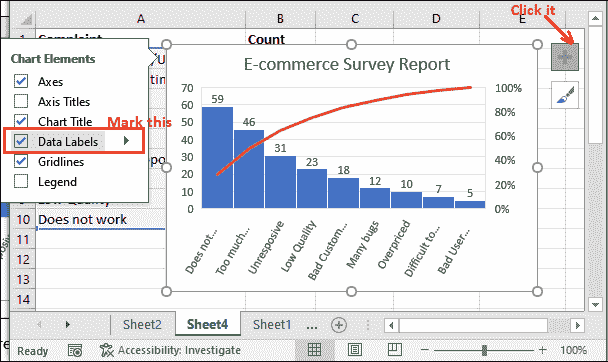 Click it
A B C D E
1 Complaint Count
Chart Elements
Axes
Axis Titles
Chart Title
Mark this
Data Labels
Gridlines
Legend
E-commerce Survey Report
70
60
50
40
30
20
10
0
59
46
31
23
18
12
10
7
5
100%
80%
60%
40%
20%
0%
Does not...
Too much...
Unresposive
Low Quality
Bad Custom...
Many bugs
Overpriced
Difficult to...
Bad User...
10 Does not work
11
12
13
14
Sheet2 Sheet4 Sheet1 ...
Ready Accessibility: Investigate 100%